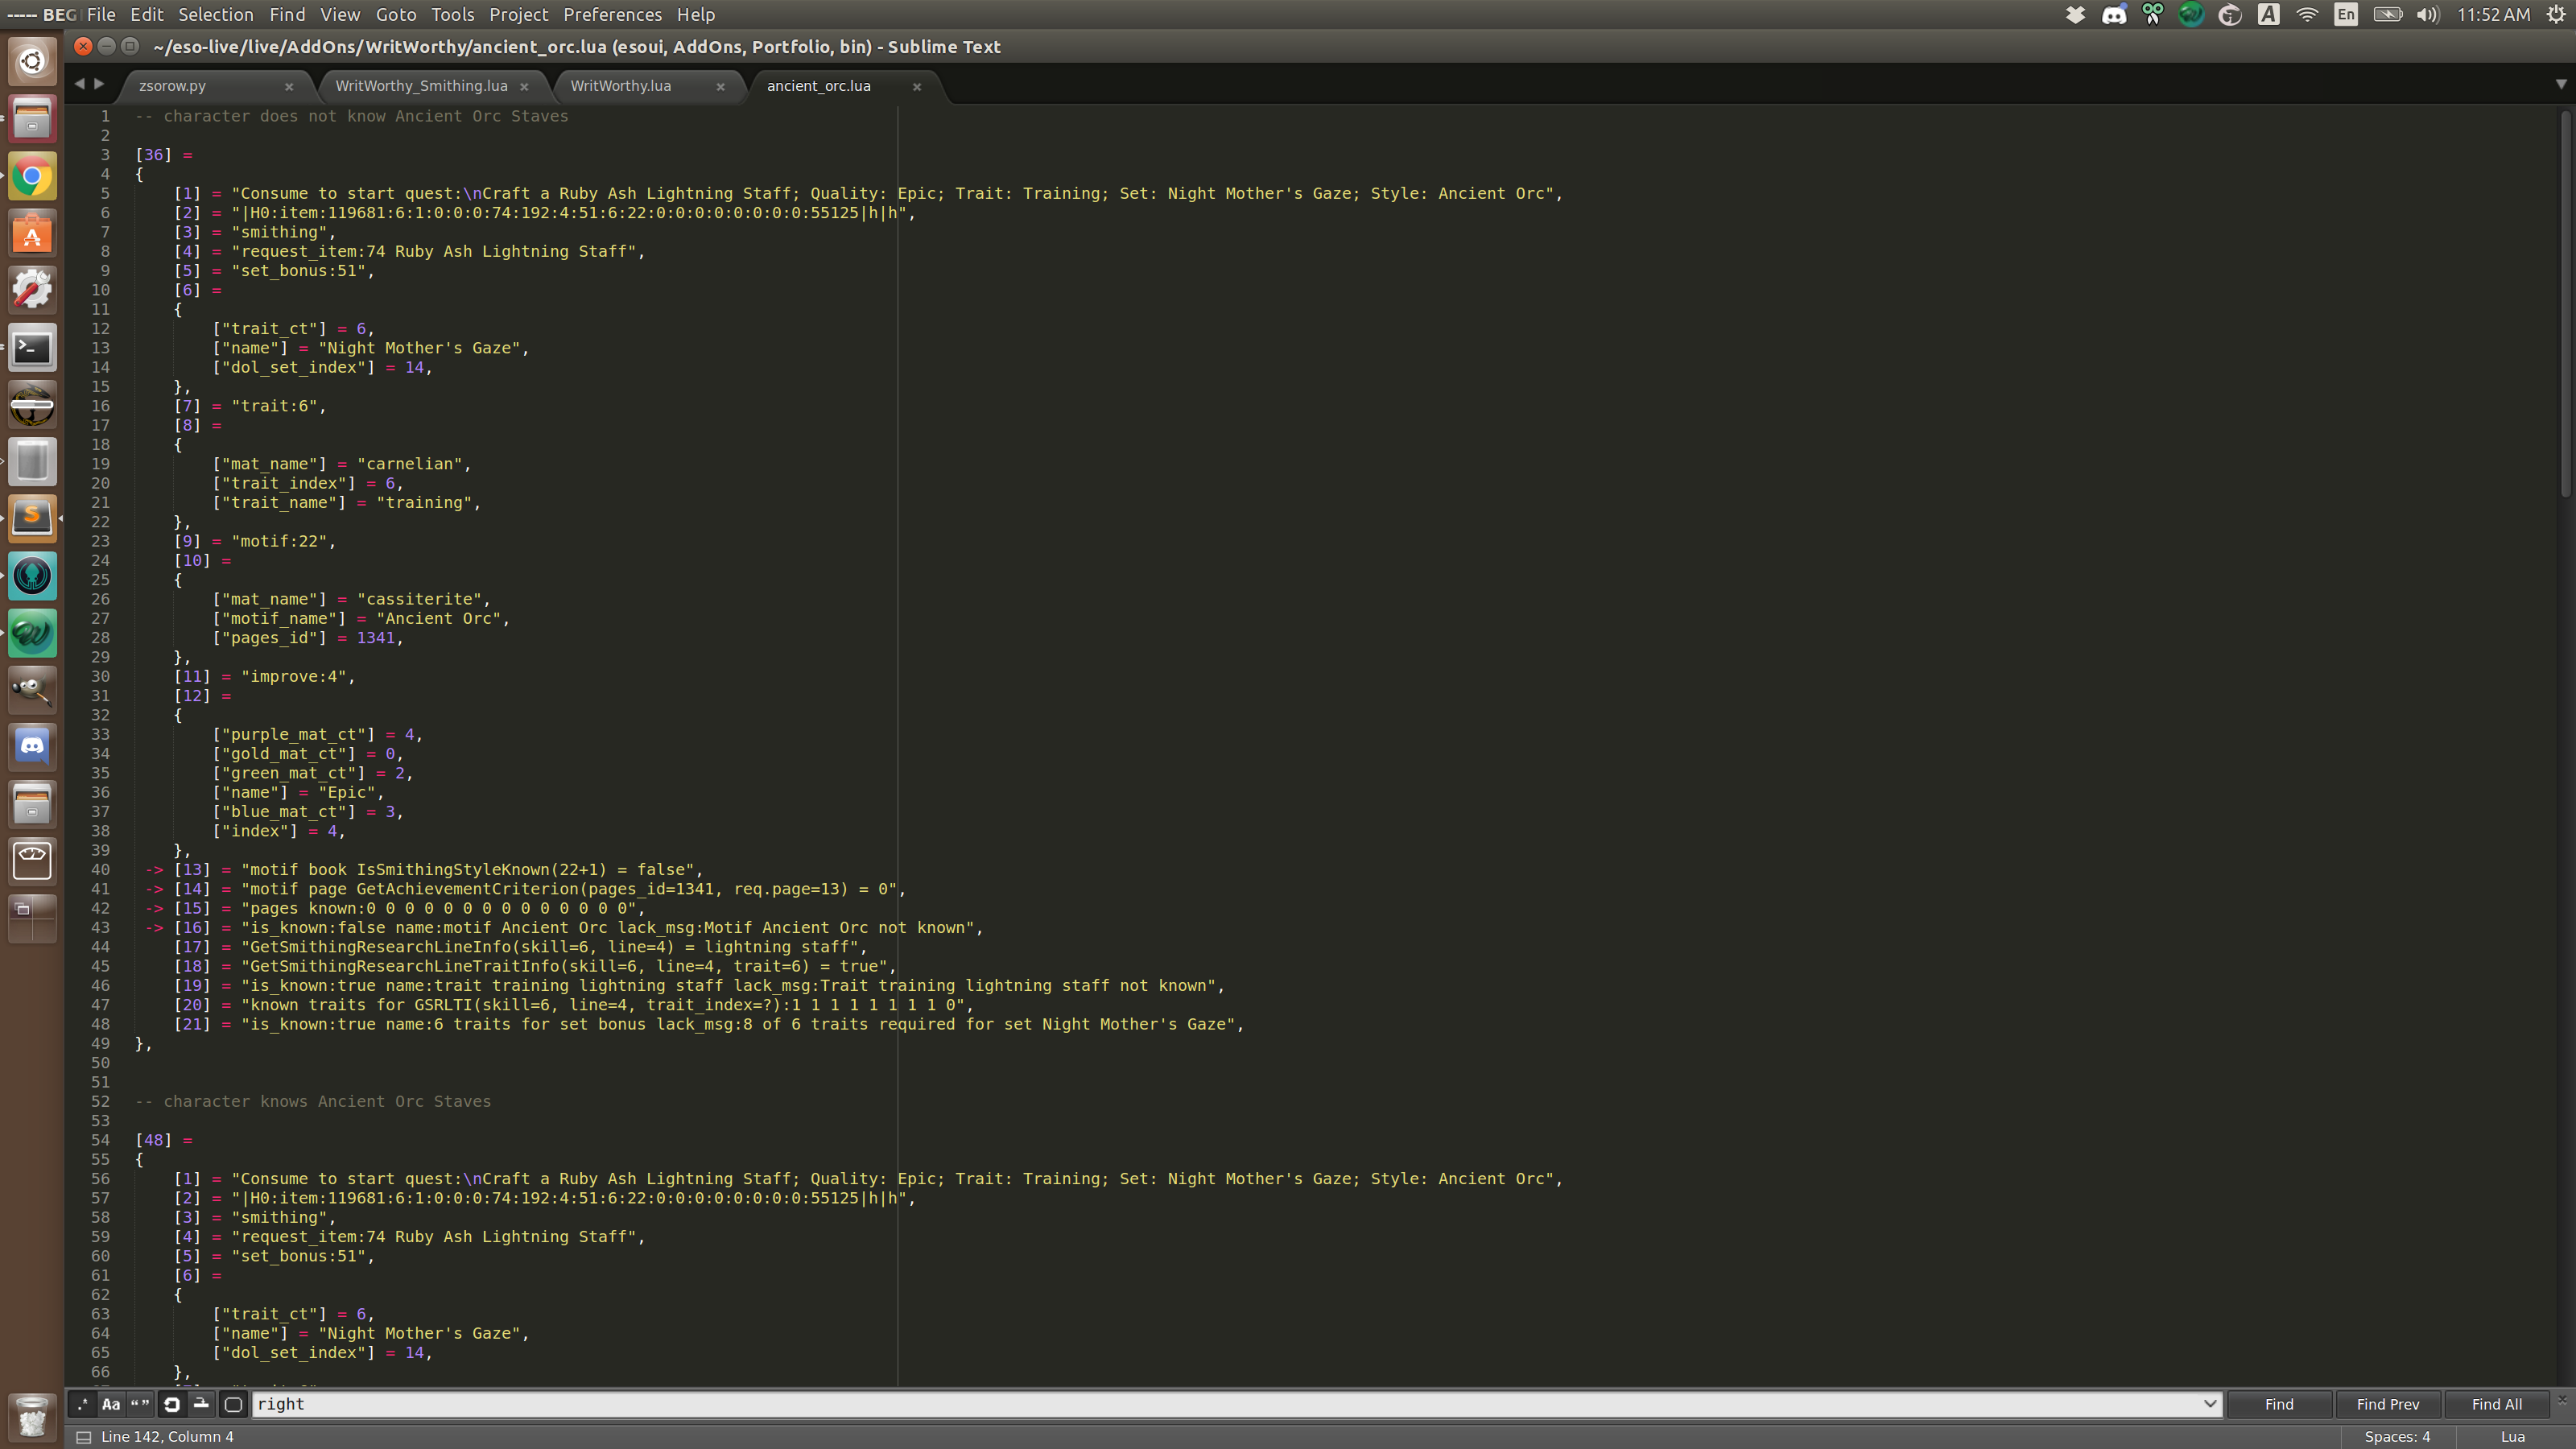 ----- BEG File Edit Selection Find View Goto Tools Project Preferences Help En 11:52 AM
~/eso-live/live/AddOns/WritWorthy/ancient_orc.lua (esoui, AddOns, Portfolio, bin) - Sublime Text
zsorow.py WritWorthy_Smithing.lua WritWorthy.lua ancient_orc.lua
1 -- character does not know Ancient Orc Staves
2
3 [36] =
4 {
5 [1] = "Consume to start quest:\nCraft a Ruby Ash Lightning Staff; Quality: Epic; Trait: Training; Set: Night Mother's Gaze; Style: Ancient Orc",
6 [2] = "|H0:item:119681:6:1:0:0:0:74:192:4:51:6:22:0:0:0:0:0:0:0:0:55125|h|h",
7 [3] = "smithing",
8 [4] = "request_item:74 Ruby Ash Lightning Staff",
9 [5] = "set_bonus:51",
10 [6] =
11 {
12 ["trait_ct"] = 6,
13 ["name"] = "Night Mother's Gaze",
14 ["dol_set_index"] = 14,
15 },
16 [7] = "trait:6",
17 [8] =
18 {
19 ["mat_name"] = "carnelian",
20 ["trait_index"] = 6,
21 ["trait_name"] = "training",
22 },
23 [9] = "motif:22",
24 [10] =
25 {
26 ["mat_name"] = "cassiterite",
27 ["motif_name"] = "Ancient Orc",
28 ["pages_id"] = 1341,
29 },
30 [11] = "improve:4",
31 [12] =
32 {
33 ["purple_mat_ct"] = 4,
34 ["gold_mat_ct"] = 0,
35 ["green_mat_ct"] = 2,
36 ["name"] = "Epic",
37 ["blue_mat_ct"] = 3,
38 ["index"] = 4,
39 },
40 -> [13] = "motif book IsSmithingStyleKnown(22+1) = false",
41 -> [14] = "motif page GetAchievementCriterion(pages_id=1341, req.page=13) = 0",
42 -> [15] = "pages known:0 0 0 0 0 0 0 0 0 0 0 0 0 0",
43 -> [16] = "is_known:false name:motif Ancient Orc lack_msg:Motif Ancient Orc not known",
44 [17] = "GetSmithingResearchLineInfo(skill=6, line=4) = lightning staff",
45 [18] = "GetSmithingResearchLineTraitInfo(skill=6, line=4, trait=6) = true",
46 [19] = "is_known:true name:trait training lightning staff lack_msg:Trait training lightning staff not known",
47 [20] = "known traits for GSRLTI(skill=6, line=4, trait_index=?):1 1 1 1 1 1 1 1 0",
48 [21] = "is_known:true name:6 traits for set bonus lack_msg:8 of 6 traits required for set Night Mother's Gaze",
49 },
50
51
52 -- character knows Ancient Orc Staves
53
54 [48] =
55 {
56 [1] = "Consume to start quest:\nCraft a Ruby Ash Lightning Staff; Quality: Epic; Trait: Training; Set: Night Mother's Gaze; Style: Ancient Orc",
57 [2] = "|H0:item:119681:6:1:0:0:0:74:192:4:51:6:22:0:0:0:0:0:0:0:0:55125|h|h",
58 [3] = "smithing",
59 [4] = "request_item:74 Ruby Ash Lightning Staff",
60 [5] = "set_bonus:51",
61 [6] =
62 {
63 ["trait_ct"] = 6,
64 ["name"] = "Night Mother's Gaze",
65 ["dol_set_index"] = 14,
66 },
.* Aa “ ” right Find Find Prev Find All
Line 142, Column 4 Spaces: 4 Lua